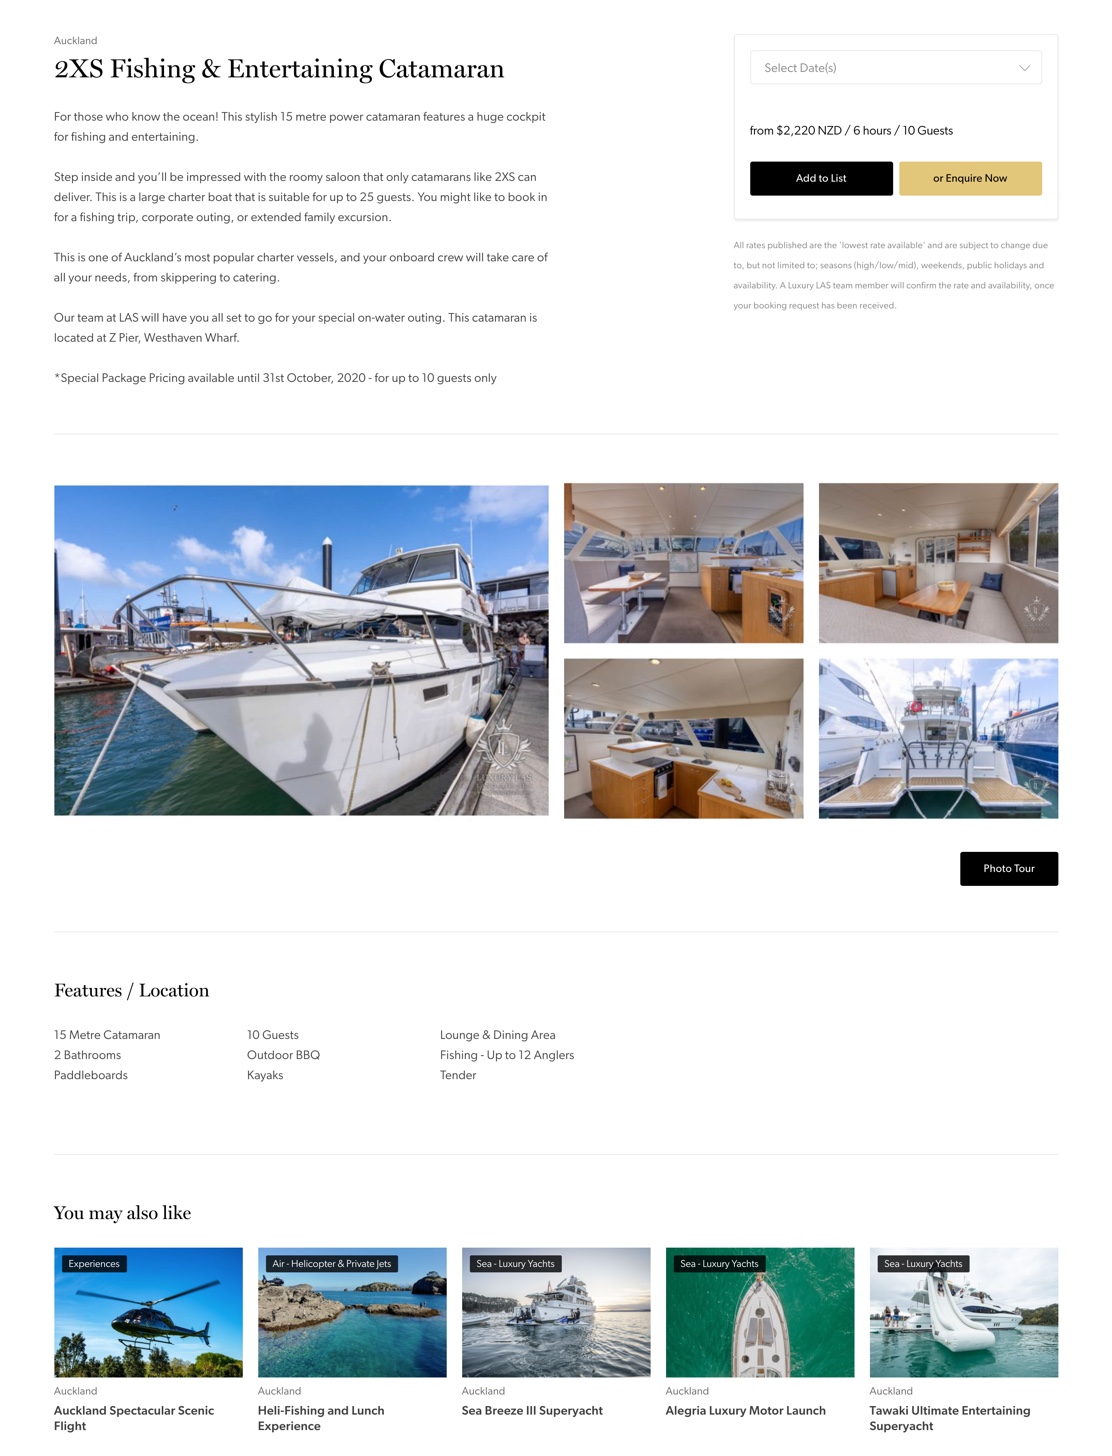 Auckland
2XS Fishing & Entertaining Catamaran
For those who know the ocean! This stylish 15 metre power catamaran features a huge cockpit
for fishing and entertaining.
Step inside and you'll be impressed with the roomy saloon that only catamarans like 2XS can
deliver. This is a large charter boat that is suitable for up to 25 guests. You might like to book in
for a fishing trip, corporate outing, or extended family excursion.
This is one of Auckland's most popular charter vessels, and your onboard crew will take care of
all your needs, from skippering to catering.
Our team at LAS will have you all set to go for your special on-water outing. This catamaran is
located at Z Pier, Westhaven Wharf.
*Special Package Pricing available until 31st October, 2020 - for up to 10 guests only
Select Date(s)
from $2,220 NZD / 6 hours / 10 Guests
Add to List
or Enquire Now
All rates published are the 'lowest rate available' and are subject to change due
to, but not limited to; seasons (high/low/mid), weekends, public holidays and
availability. A Luxury LAS team member will confirm the rate and availability, once
your booking request has been received.
LUXURY LAS
Photo Tour
Features / Location
15 Metre Catamaran
2 Bathrooms
Paddleboards
10 Guests
Outdoor BBQ
Kayaks
Lounge & Dining Area
Fishing - Up to 12 Anglers
Tender
You may also like
Experiences
Auckland
Auckland Spectacular Scenic
Flight
Air - Helicopter & Private Jets
Auckland
Heli-Fishing and Lunch
Experience
Sea - Luxury Yachts
Auckland
Sea Breeze III Superyacht
Sea - Luxury Yachts
Auckland
Alegria Luxury Motor Launch
Sea - Luxury Yachts
Auckland
Tawaki Ultimate Entertaining
Superyacht